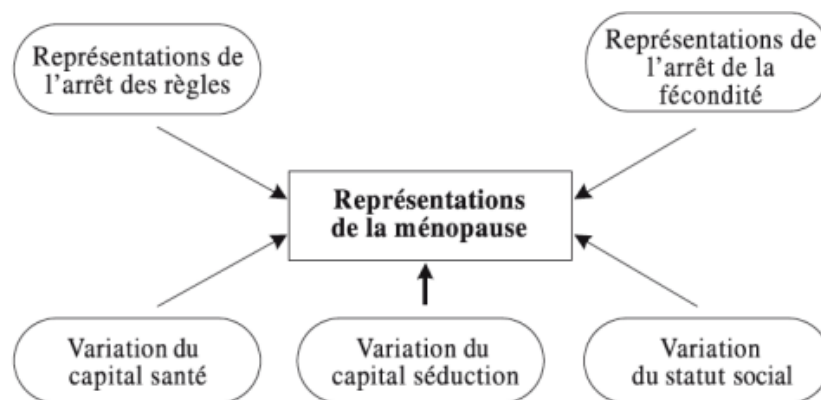 Représentations de
l'arrêt des règles
Représentations de
l'arrêt de la
fécondité
Représentations
de la ménopause
Variation du
capital santé
Variation du
capital séduction
Variation
du statut social